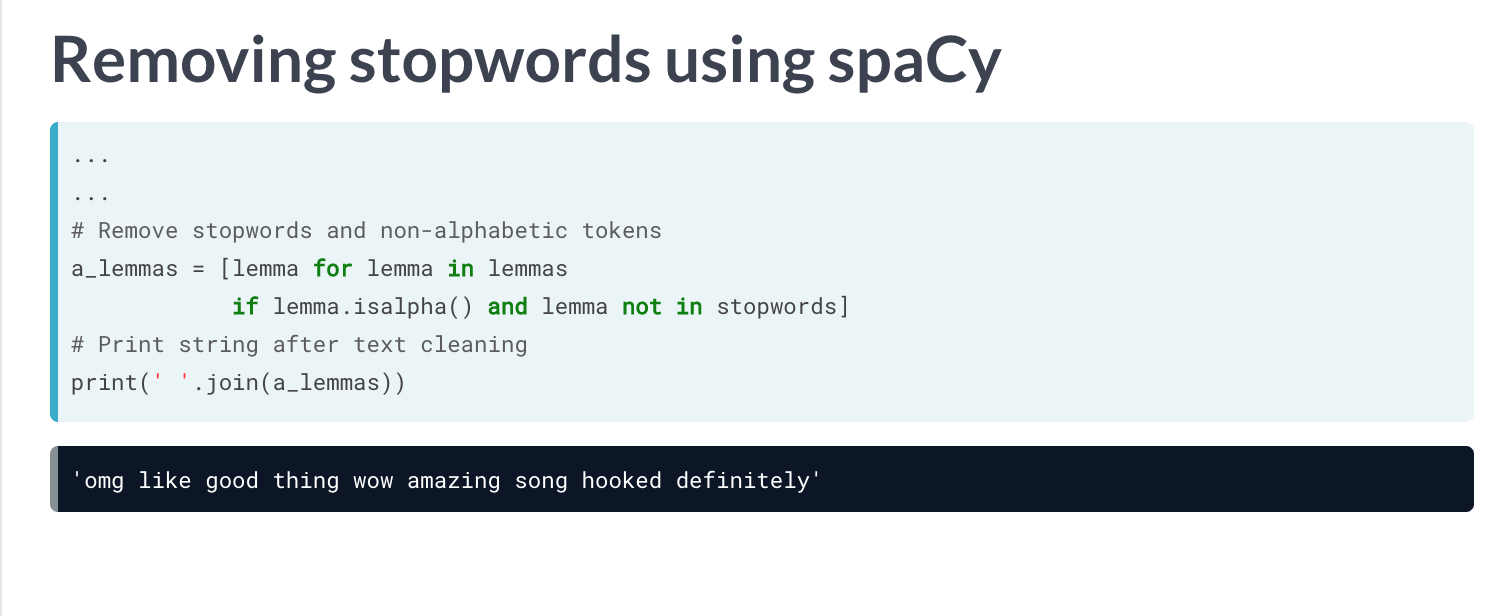 Removing stopwords using spaCy
...
...
# Remove stopwords and non-alphabetic tokens
a_lemmas = [lemma for lemma in lemmas
            if lemma.isalpha() and lemma not in stopwords]
# Print string after text cleaning
print(' '.join(a_lemmas))
'omg like good thing wow amazing song hooked definitely'